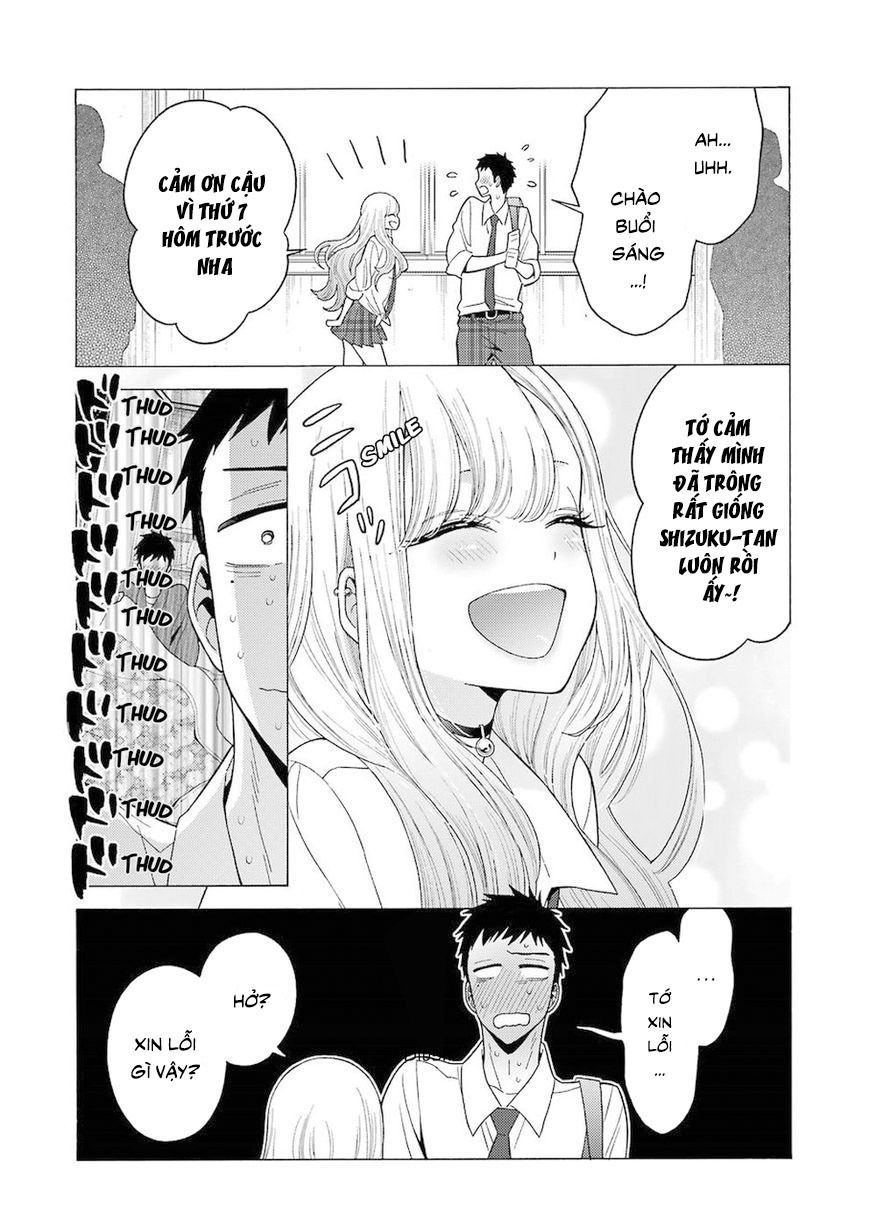 AH...
UHH.
CHÀO
BUỔI
SÁNG
...!
CẢM ƠN CẬU
VÌ THỨ 7
HÔM TRƯỚC
NHA
TỚ CẢM
THẤY MÌNH
ĐÃ TRÔNG
RẤT GIỐNG
SHIZUKU-TAN
LUÔN RỒI
ẤY~!
SMILE
THUD
THUD
THUD
THUD
THUD
THUD
THUD
THUD
THUD
THUD
THUD
...
TỚ
XIN
LỖI
...
HỞ?
XIN LỖI
GÌ VẬY?